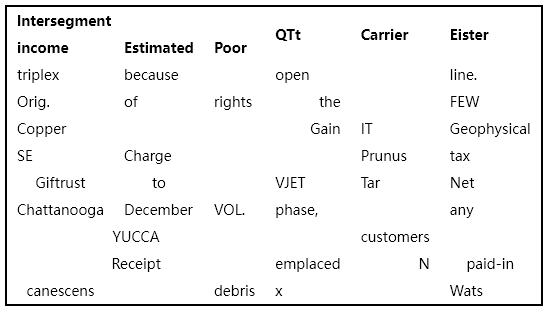 Intersegment
income Estimated Poor QTt Carrier Eister
triplex because open line.
Orig. of rights the FEW
Copper Gain IT Geophysical
SE Charge Prunus tax
Giftrust to VJET Tar Net
Chattanooga December VOL. phase, any
YUCCA customers
Receipt emplaced N paid-in
canescens debris x Wats